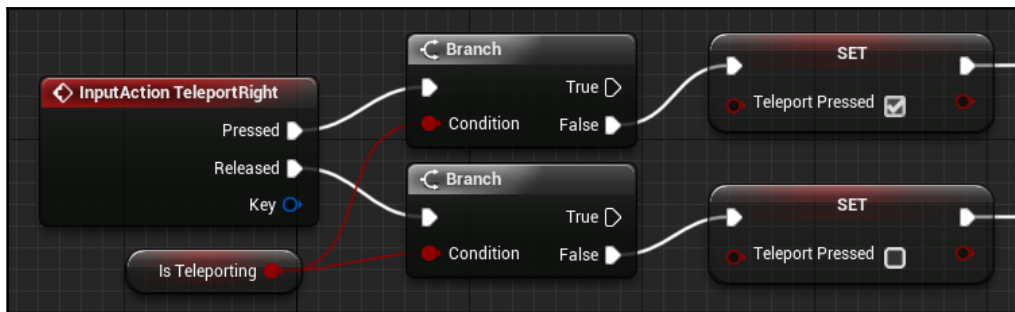 InputAction TeleportRight
Pressed
Released
Key
Is Teleporting
Branch
True
Condition
False
Branch
True
Condition
False
SET
Teleport Pressed
SET
Teleport Pressed